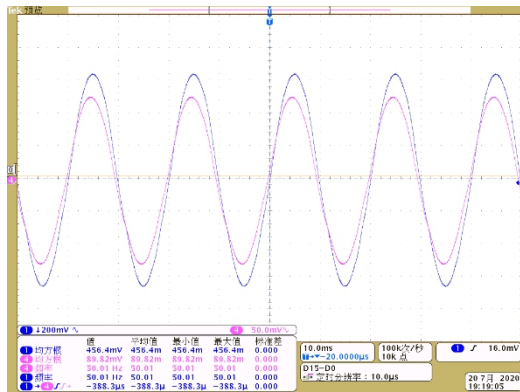 Tek 预览
1 ↓200mV 4 50.0mV
值 平均值 最小值 最大值 标准差
1 均方根 456.4mV 456.4m 456.4m 456.4m 0.000
4 均方根 89.82mV 89.82m 89.82m 89.82m 0.000
4 频率 50.01 Hz 50.01 50.01 50.01 0.000
1 频率 50.01 Hz 50.01 50.01 50.01 0.000
1 → 4 -388.3µs -388.3µ -388.3µ -388.3µ 0.000
10.0ms 100k次/秒 1 16.0mV
-20.0000µs 10k 点
D15-D0
定时分辨率：10.0µs
20 7月 2020
19:19:05